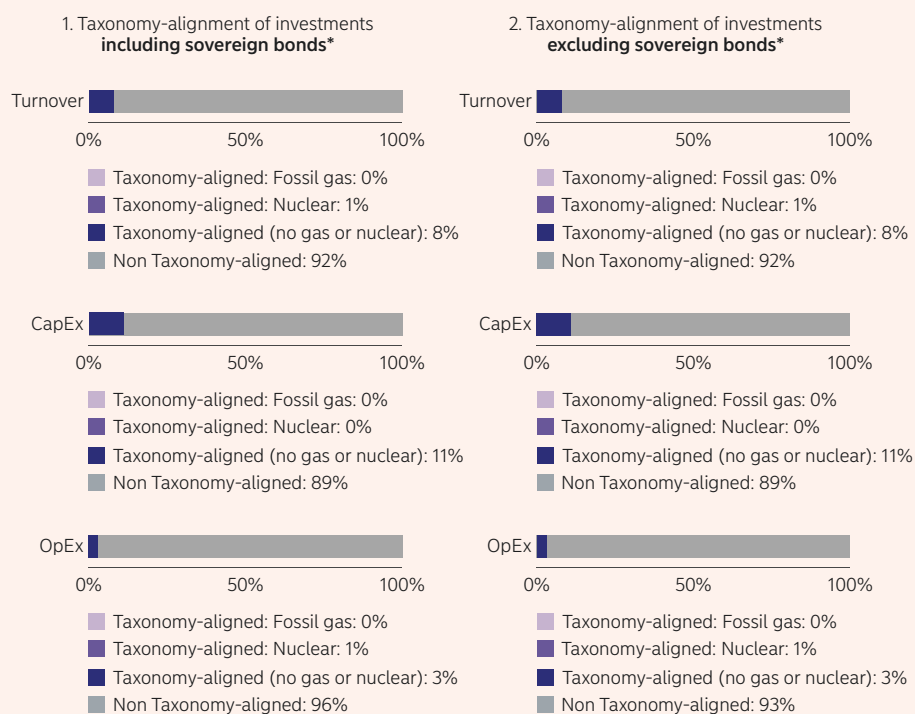 1. Taxonomy-alignment of investments
including sovereign bonds*
Turnover
0% 50% 100%
Taxonomy-aligned: Fossil gas: 0%
Taxonomy-aligned: Nuclear: 1%
Taxonomy-aligned (no gas or nuclear): 8%
Non Taxonomy-aligned: 92%
CapEx
0% 50% 100%
Taxonomy-aligned: Fossil gas: 0%
Taxonomy-aligned: Nuclear: 0%
Taxonomy-aligned (no gas or nuclear): 11%
Non Taxonomy-aligned: 89%
OpEx
0% 50% 100%
Taxonomy-aligned: Fossil gas: 0%
Taxonomy-aligned: Nuclear: 1%
Taxonomy-aligned (no gas or nuclear): 3%
Non Taxonomy-aligned: 96%
2. Taxonomy-alignment of investments
excluding sovereign bonds*
Turnover
0% 50% 100%
Taxonomy-aligned: Fossil gas: 0%
Taxonomy-aligned: Nuclear: 1%
Taxonomy-aligned (no gas or nuclear): 8%
Non Taxonomy-aligned: 92%
CapEx
0% 50% 100%
Taxonomy-aligned: Fossil gas: 0%
Taxonomy-aligned: Nuclear: 0%
Taxonomy-aligned (no gas or nuclear): 11%
Non Taxonomy-aligned: 89%
OpEx
0% 50% 100%
Taxonomy-aligned: Fossil gas: 0%
Taxonomy-aligned: Nuclear: 1%
Taxonomy-aligned (no gas or nuclear): 3%
Non Taxonomy-aligned: 93%